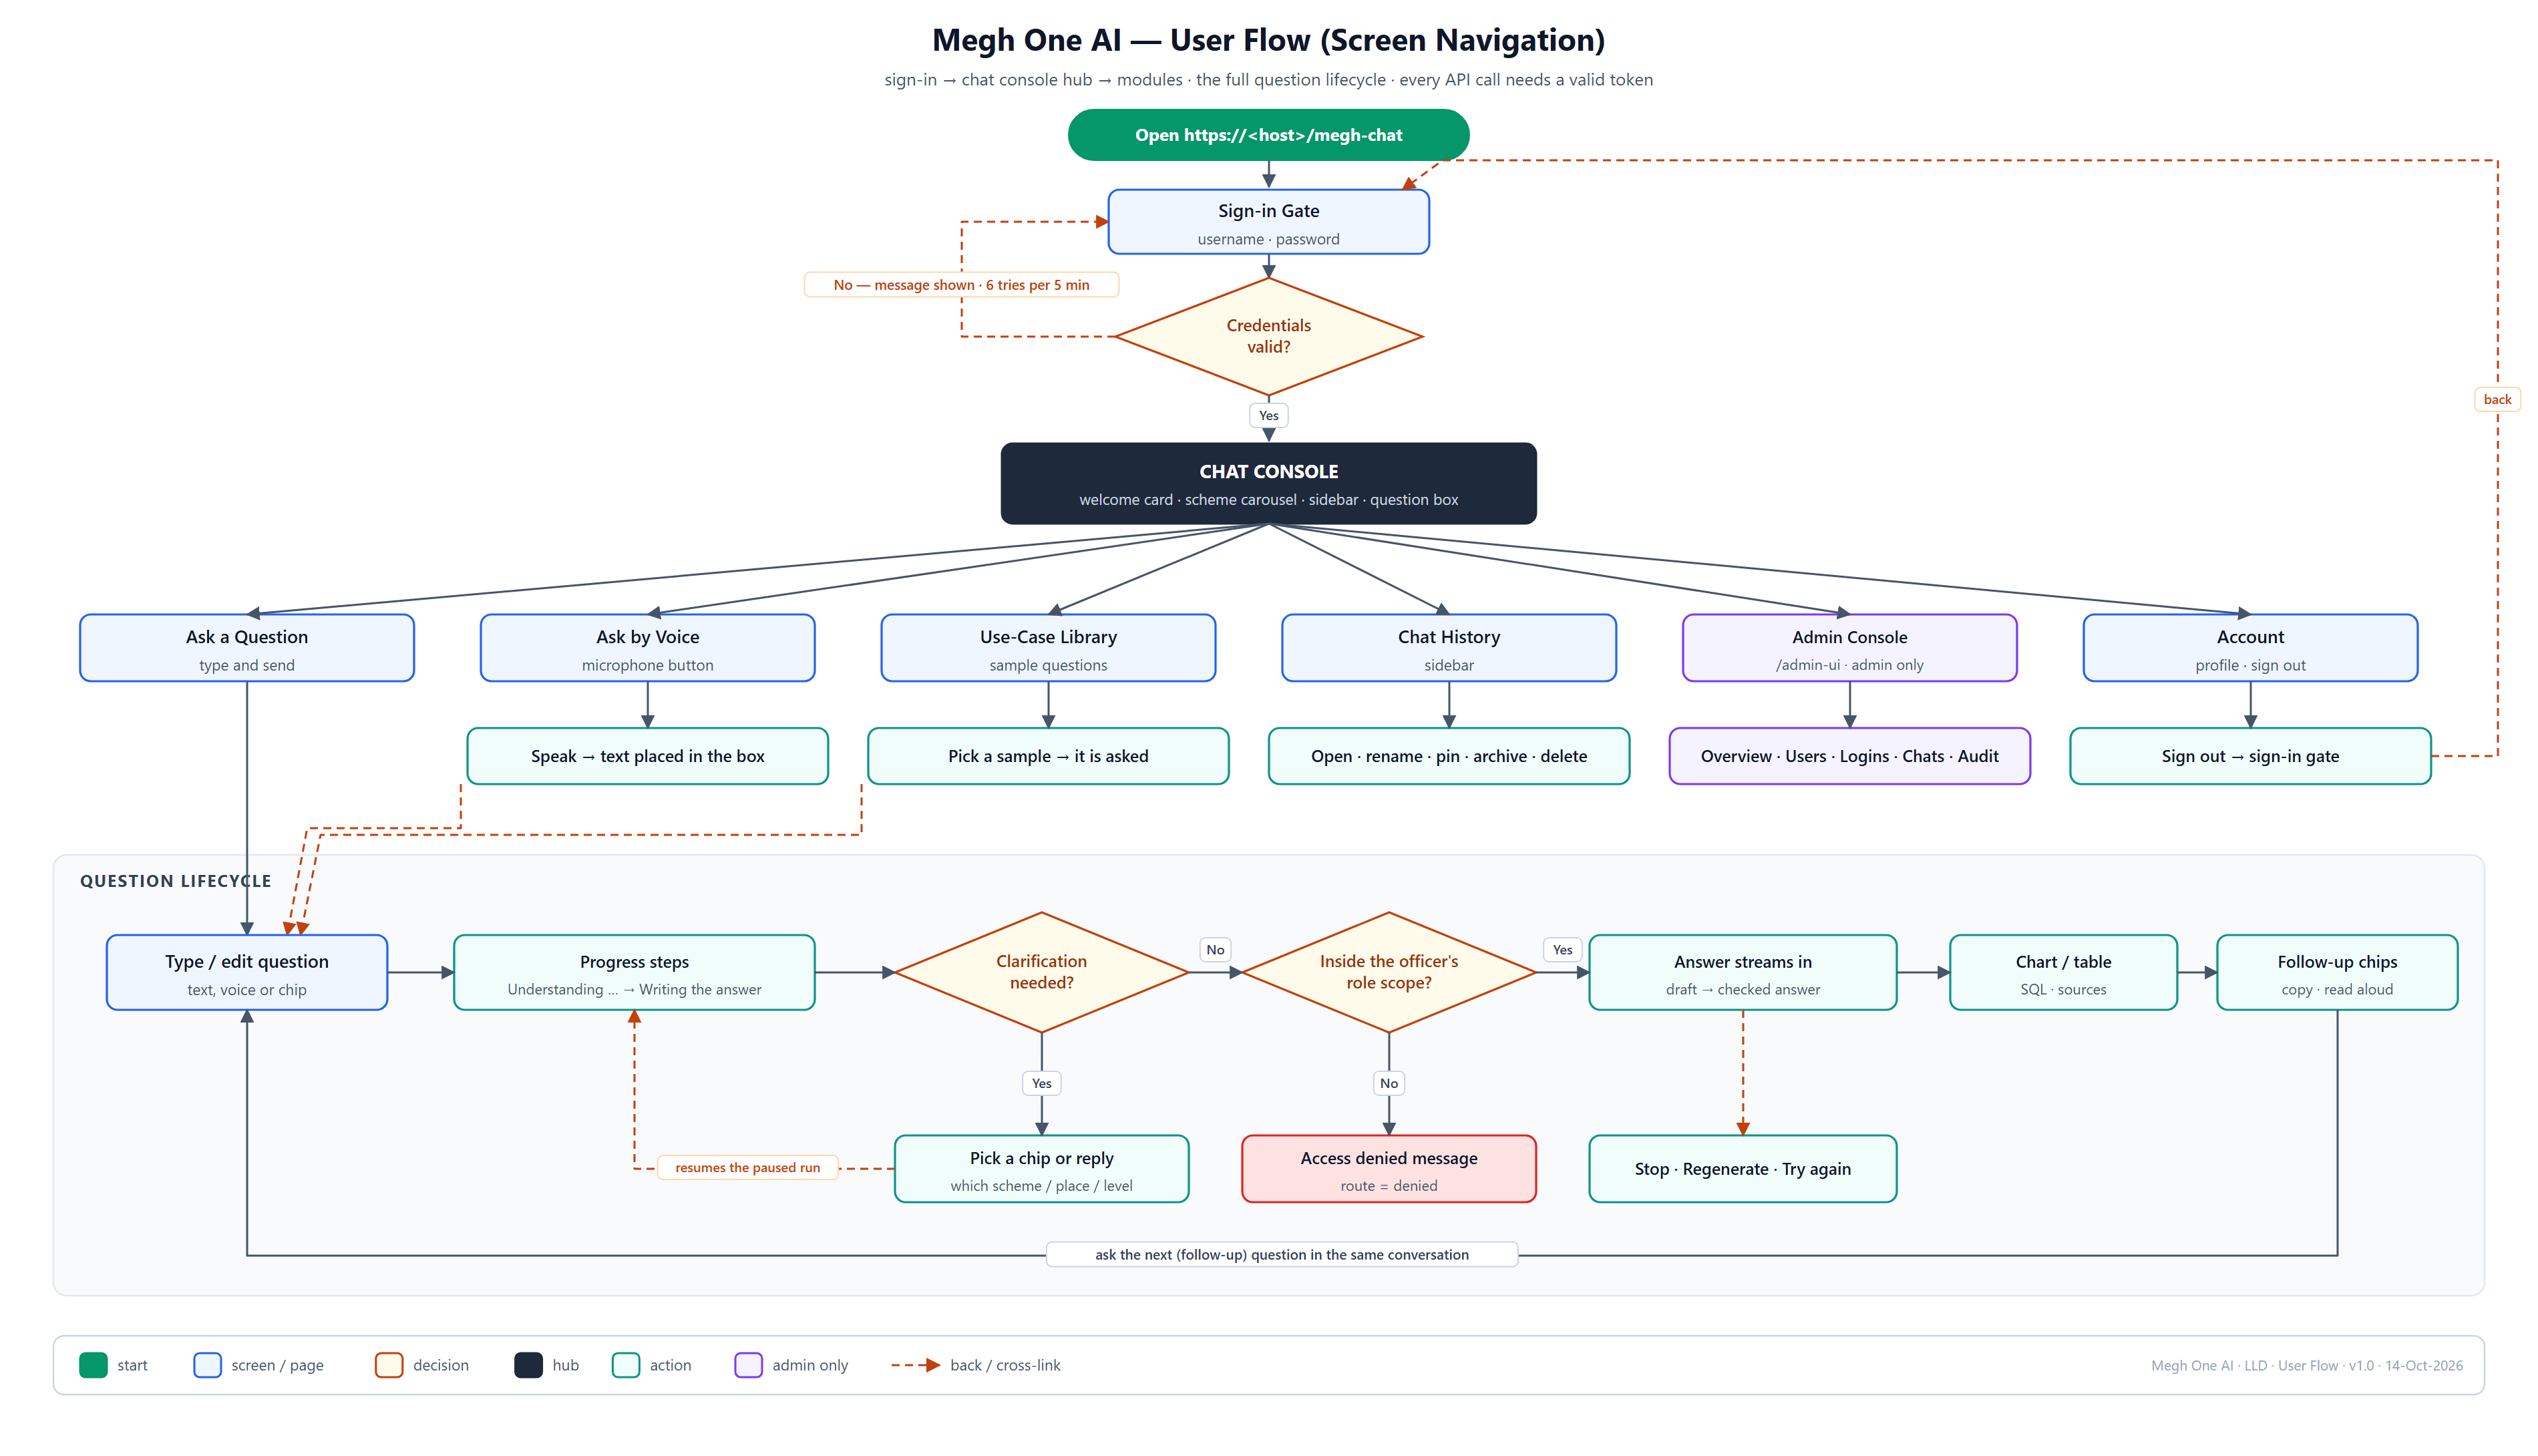 Megh One AI — User Flow (Screen Navigation)
sign-in → chat console hub → modules · the full question lifecycle · every API call needs a valid token
Open https://<host>/megh-chat
Sign-in Gate
username · password
No — message shown · 6 tries per 5 min
Credentials
valid?
back
Yes
CHAT CONSOLE
welcome card · scheme carousel · sidebar · question box
Ask a Question
type and send
Ask by Voice
microphone button
Use-Case Library
sample questions
Chat History
sidebar
Admin Console
/admin-ui · admin only
Account
profile · sign out
Speak → text placed in the box
Pick a sample → it is asked
Open · rename · pin · archive · delete
Overview · Users · Logins · Chats · Audit
Sign out → sign-in gate
QUESTION LIFECYCLE
Type / edit question
text, voice or chip
Progress steps
Understanding ... → Writing the answer
Clarification
needed?
No
Inside the officer's
role scope?
Yes
Answer streams in
draft → checked answer
Chart / table
SQL · sources
Follow-up chips
copy · read aloud
Yes
No
resumes the paused run
Pick a chip or reply
which scheme / place / level
Access denied message
route = denied
Stop · Regenerate · Try again
ask the next (follow-up) question in the same conversation
start
screen / page
decision
hub
action
admin only
back / cross-link
Megh One AI · LLD · User Flow · v1.0 · 14-Oct-2026